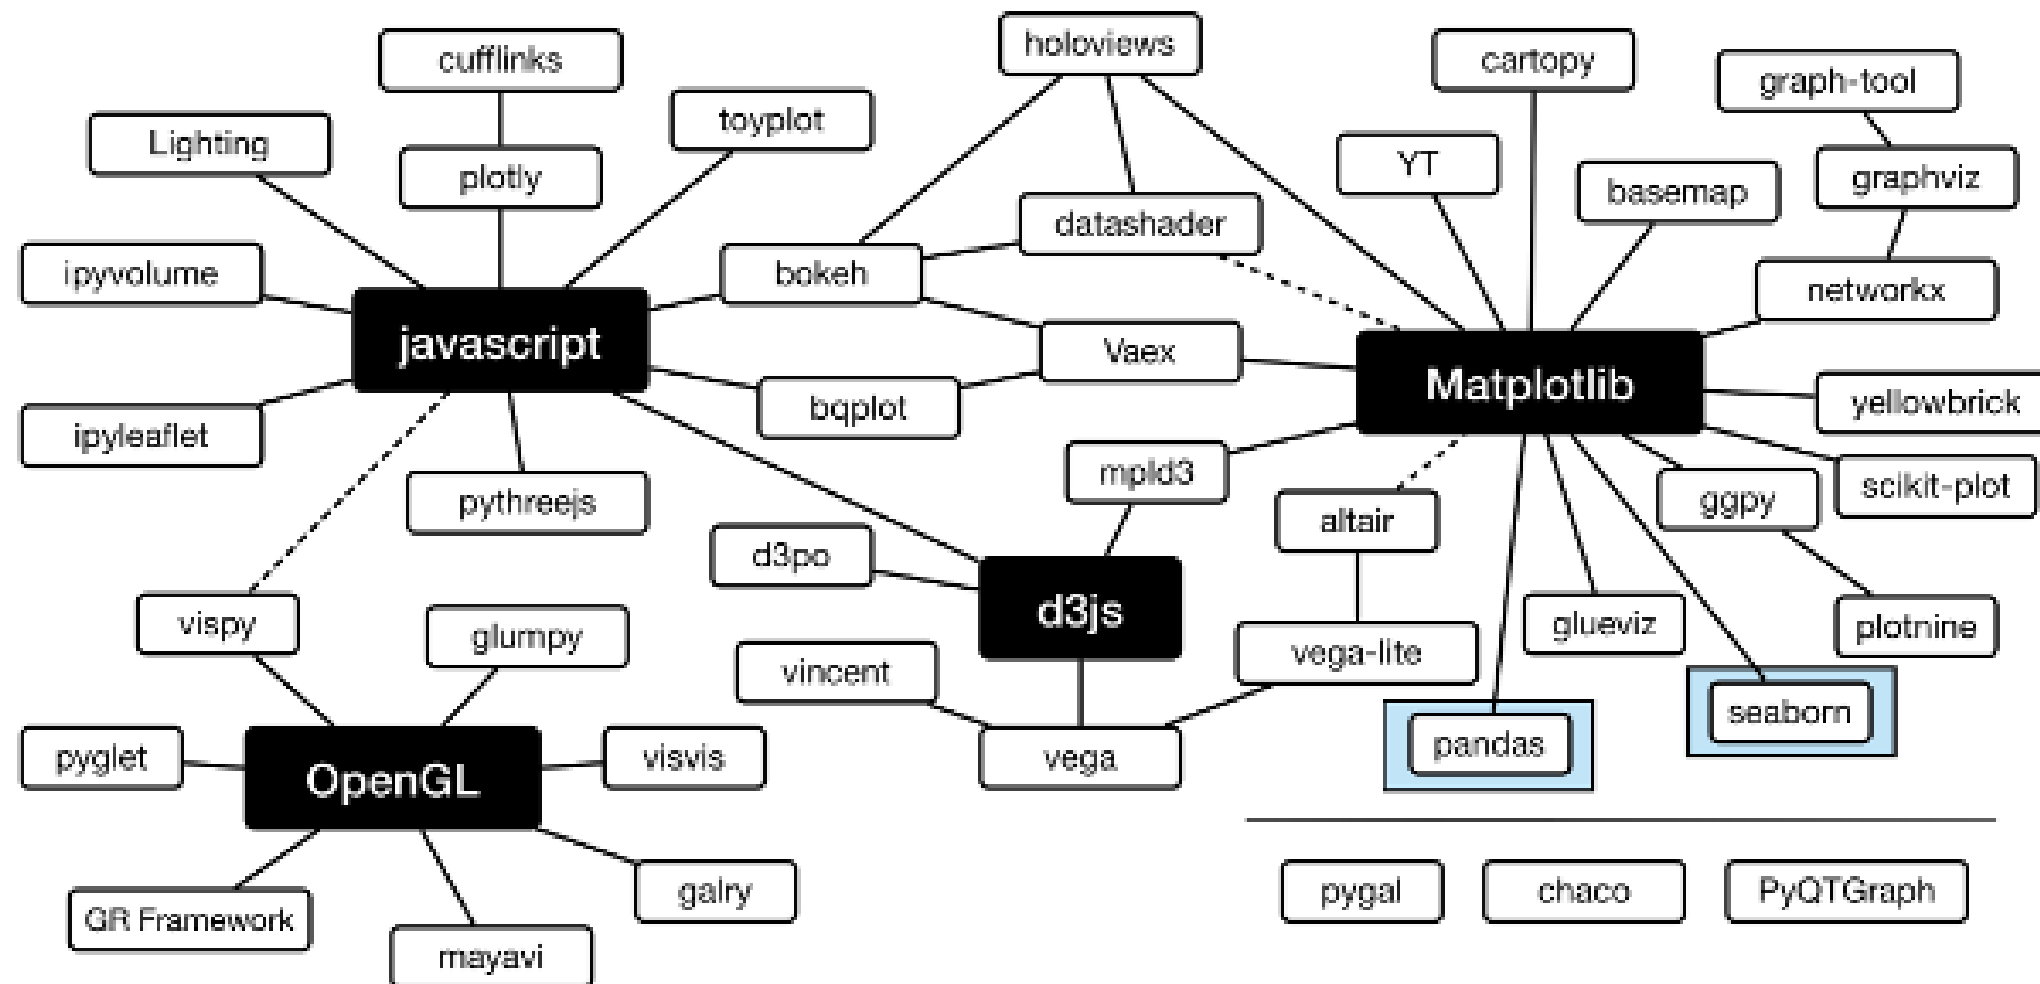 cufflinks
holoviews
cartopy
graph-tool
Lighting
toyplot
plotly
YT
basemap
graphviz
datashader
ipyvolume
bokeh
networkx
javascript
Vaex
Matplotlib
yellowbrick
bqplot
ipyleaflet
mpld3
scikit-plot
pythreejs
altair
ggpy
d3po
d3js
vispy
glumpy
glueviz
plotnine
vincent
vega-lite
seaborn
pyglet
OpenGL
visvis
vega
pandas
GR Framework
galry
pygal
chaco
PyQTGraph
mayavi